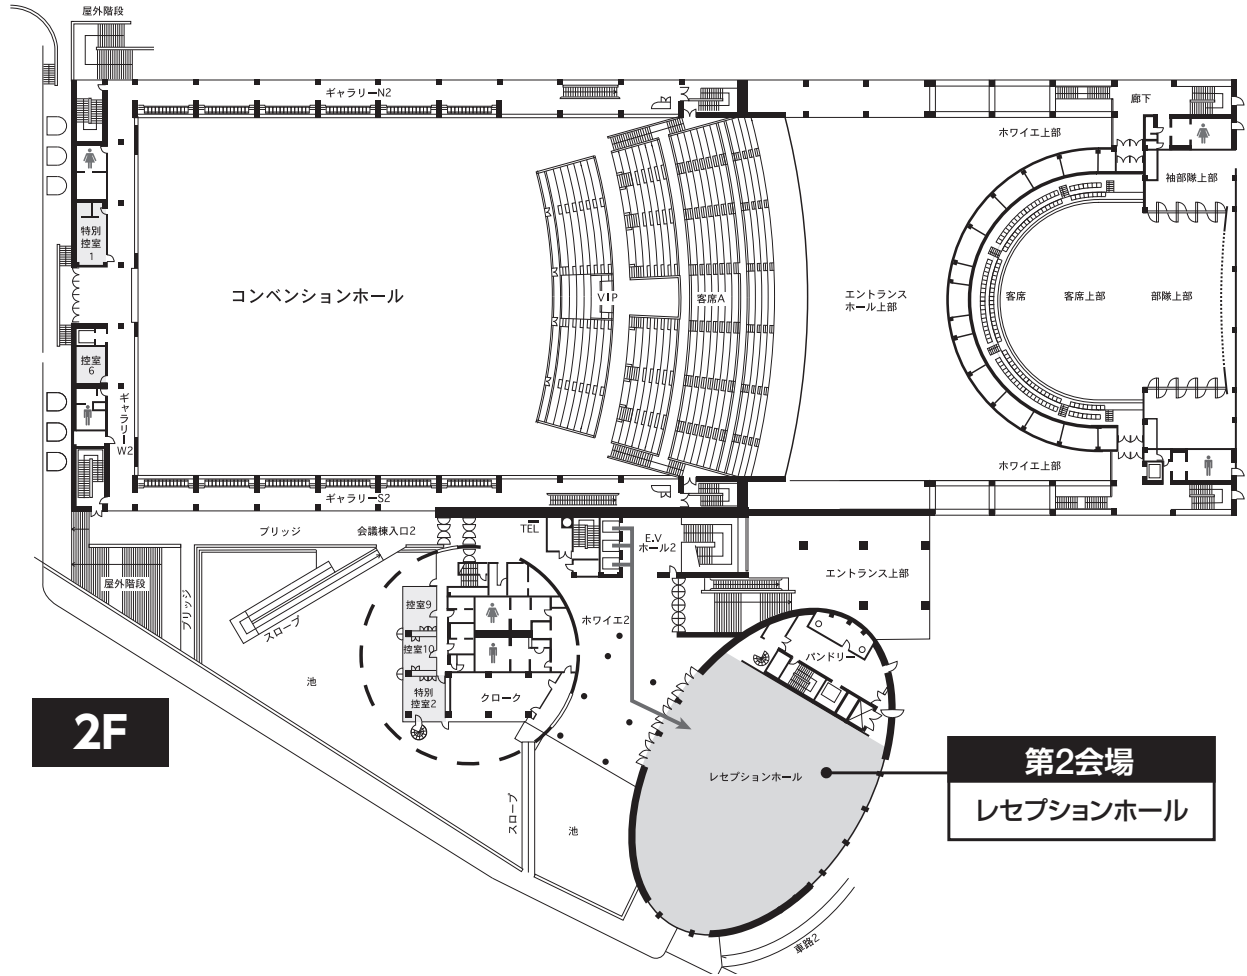 屋外階段
ギャラリーN2
廊下
ホワイエ上部
袖部隊上部
特別
控室
1
コンベンションホール
VIP
客席A
エントランス
ホール上部
客席
客席上部
部隊上部
控室
6
ギャラリーW2
ホワイエ上部
ギャラリーS2
ブリッジ
会議棟入口2
TEL
E.V
ホール2
エントランス上部
屋外階段
ブリッジ
スロープ
控室9
ホワイエ2
控室10
パンドリー
池
特別
控室2
クローク
2F
第2会場
レセプションホール
レセプションホール
スロープ
池
車路2